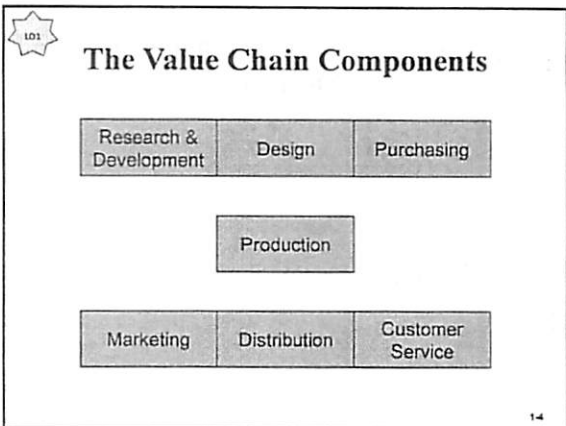 LO1
The Value Chain Components
Research &
Development
Design
Purchasing
Production
Marketing
Distribution
Customer
Service
1-4